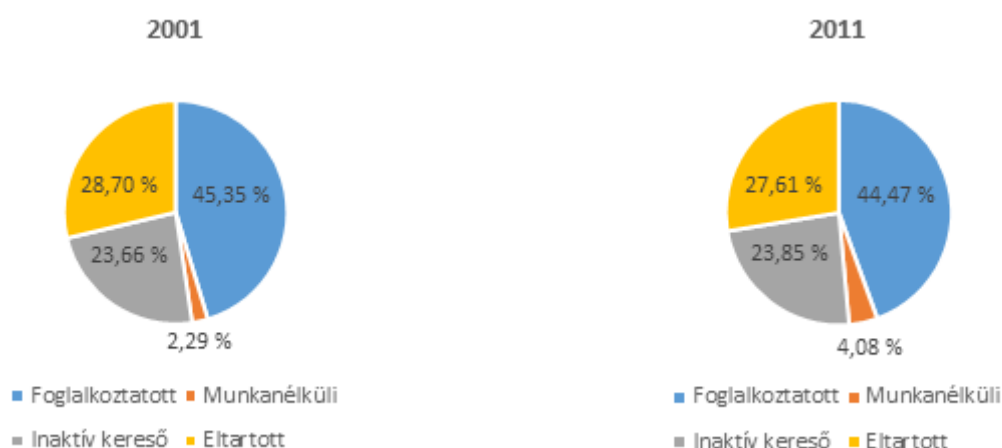 2001
28,70 %
45,35 %
23,66 %
2,29 %
Foglalkoztatott Munkanélküli
Inaktív kereső Eltartott
2011
27,61 %
44,47 %
23,85 %
4,08 %
Foglalkoztatott Munkanélküli
Inaktív kereső Eltartott